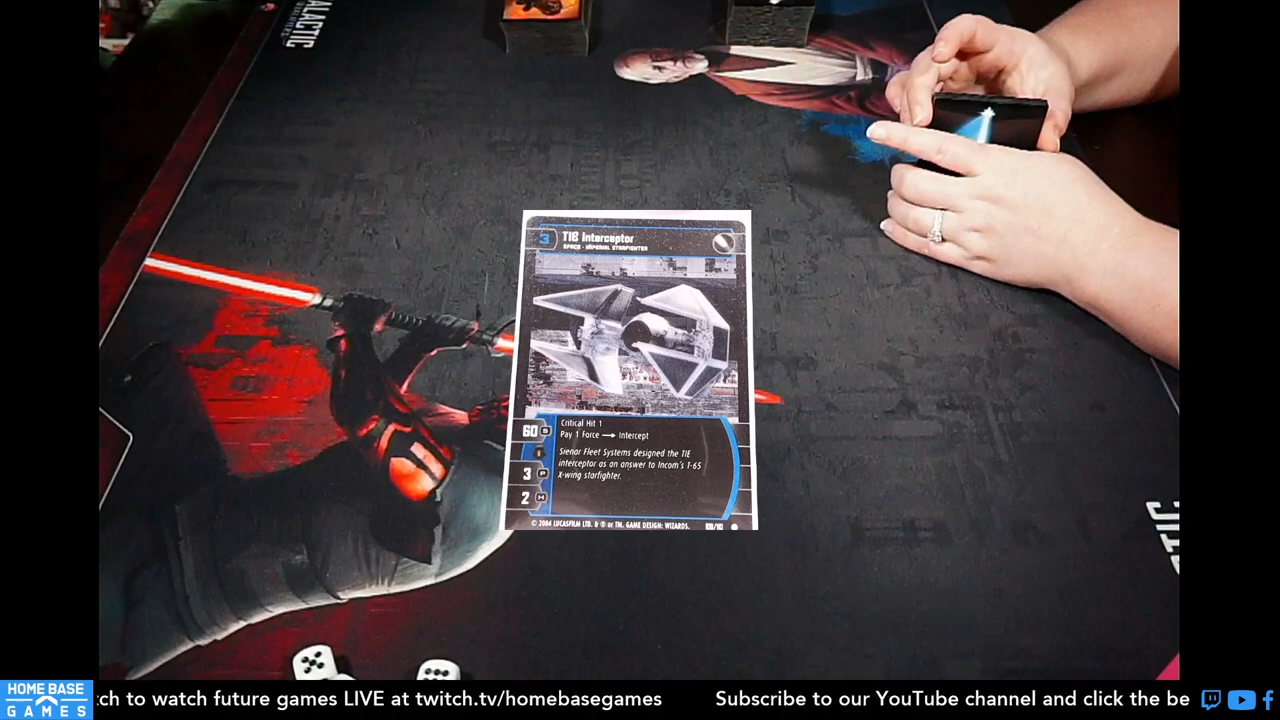 GALACTIC
3
TIE Interceptor
SPACE - IMPERIAL STARFIGHTER
60 S
Critical Hit 1
Pay 1 Force → Intercept
Sienar Fleet Systems designed the TIE
interceptor as an answer to Incom's T-65
X-wing starfighter.
3 P
2 H
© 2004 LUCASFILM LTD. & ® or TM. GAME DESIGN: WIZARDS.
HOME BASE
GAMES
tch to watch future games LIVE at twitch.tv/homebasegames
Subscribe to our YouTube channel and click the be